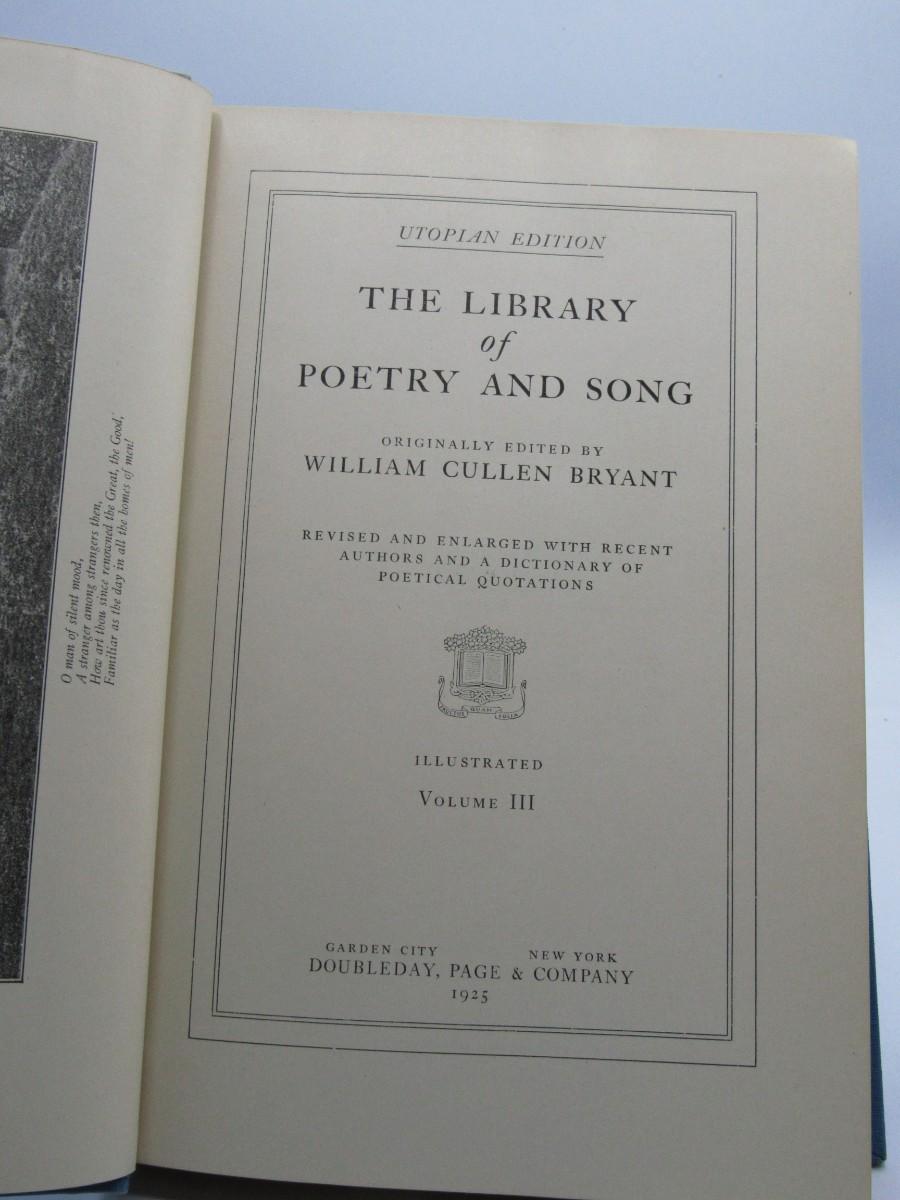 O man of silent mood,
A stranger among strangers then,
How art thou since renowned the Great, the Good,
Familiar as the day in all the homes of men!
UTOPIAN EDITION
THE LIBRARY
of
POETRY AND SONG
ORIGINALLY EDITED BY
WILLIAM CULLEN BRYANT
REVISED AND ENLARGED WITH RECENT
AUTHORS AND A DICTIONARY OF
POETICAL QUOTATIONS
FRUCTUS QUAM FOLIA
ILLUSTRATED
VOLUME III
GARDEN CITY NEW YORK
DOUBLEDAY, PAGE & COMPANY
1925